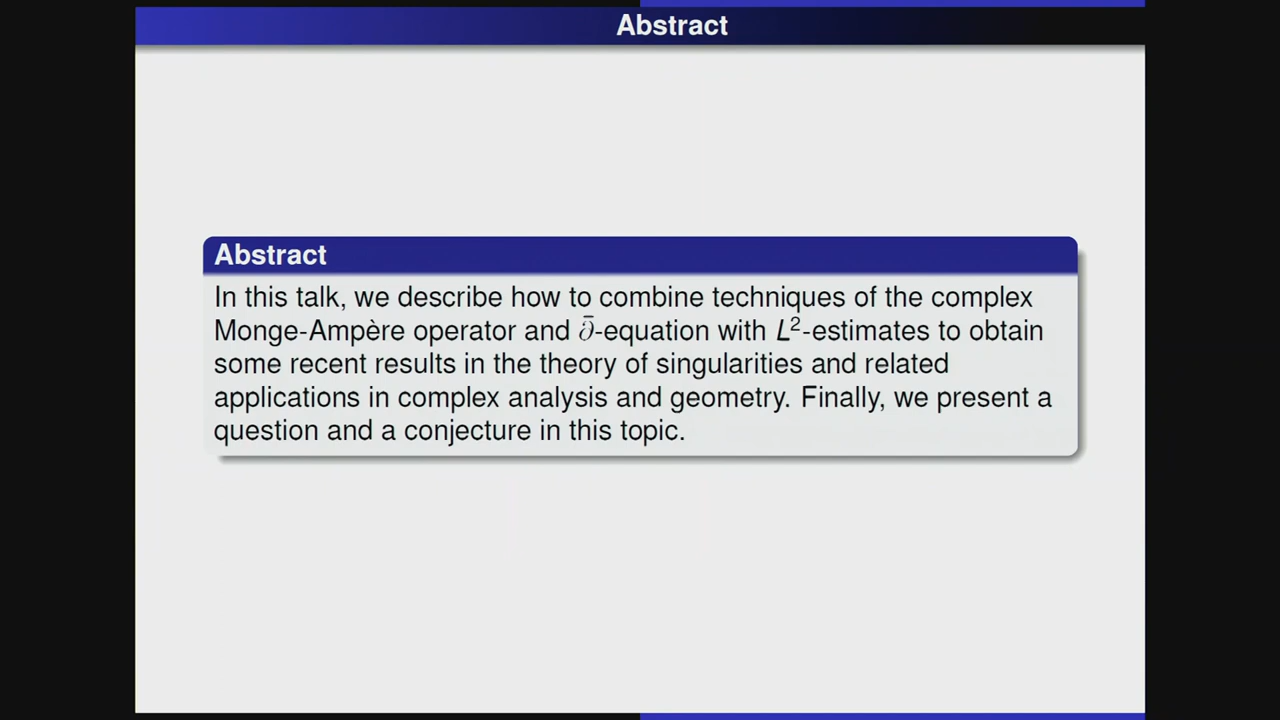 Abstract
Abstract
In this talk, we describe how to combine techniques of the complex
Monge-Ampère operator and ∂̄-equation with L²-estimates to obtain
some recent results in the theory of singularities and related
applications in complex analysis and geometry. Finally, we present a
question and a conjecture in this topic.